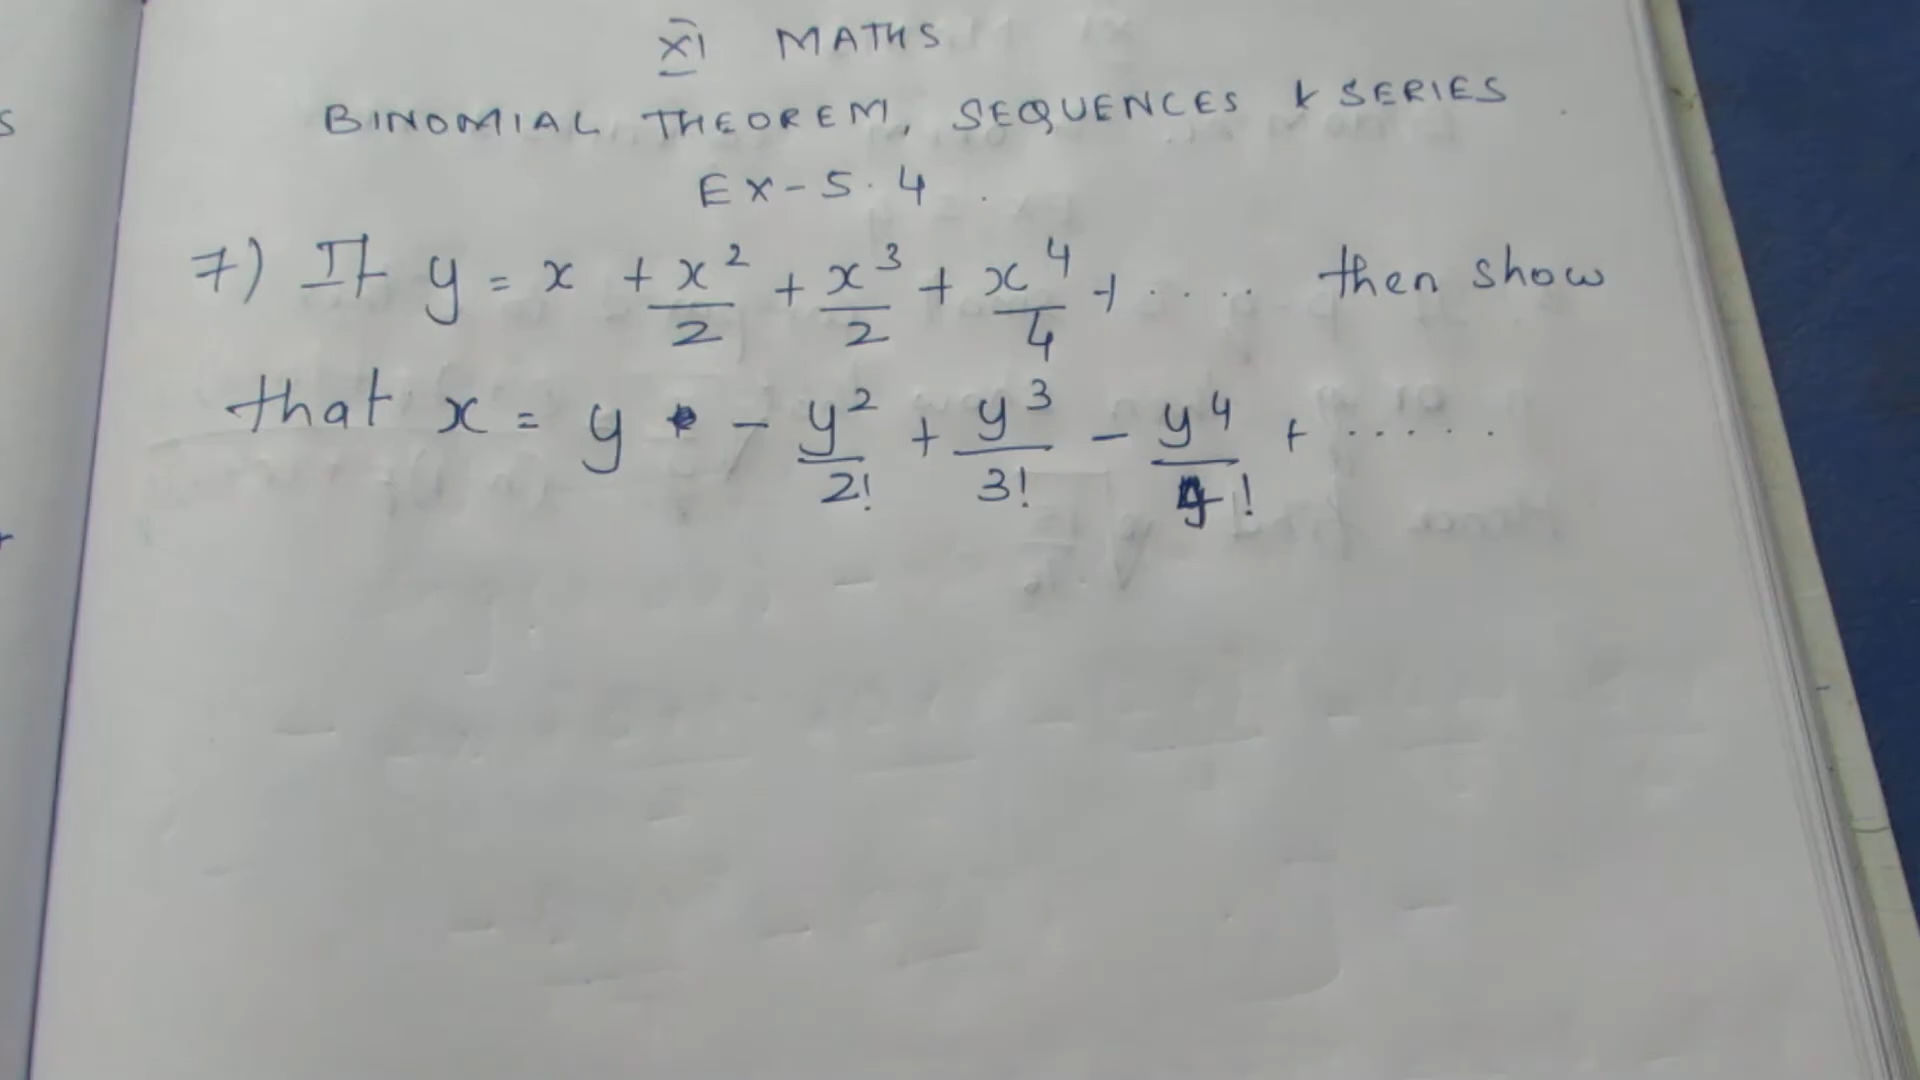 XI MATHS
BINOMIAL THEOREM, SEQUENCES & SERIES
EX-5.4
7) If y = x + x²/2 + x³/2 + x⁴/4 + .... then show
that x = y - y²/2! + y³/3! - y⁴/4! + .....